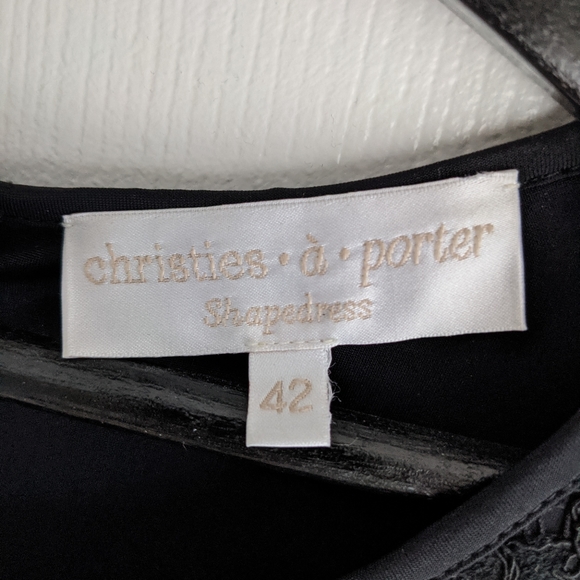 christies · à · porter
Shapedress
42